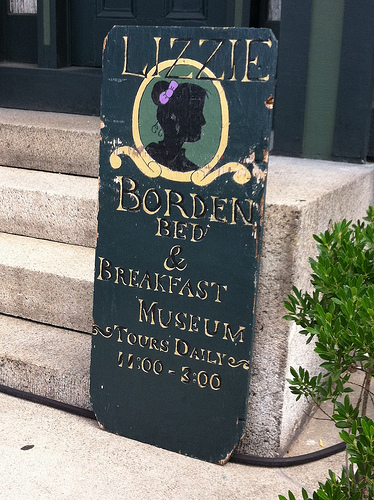 LIZZIE
BORDEN
BED
&
BREAKFAST
MUSEUM
TOURS DAILY
11:00 - 3:00